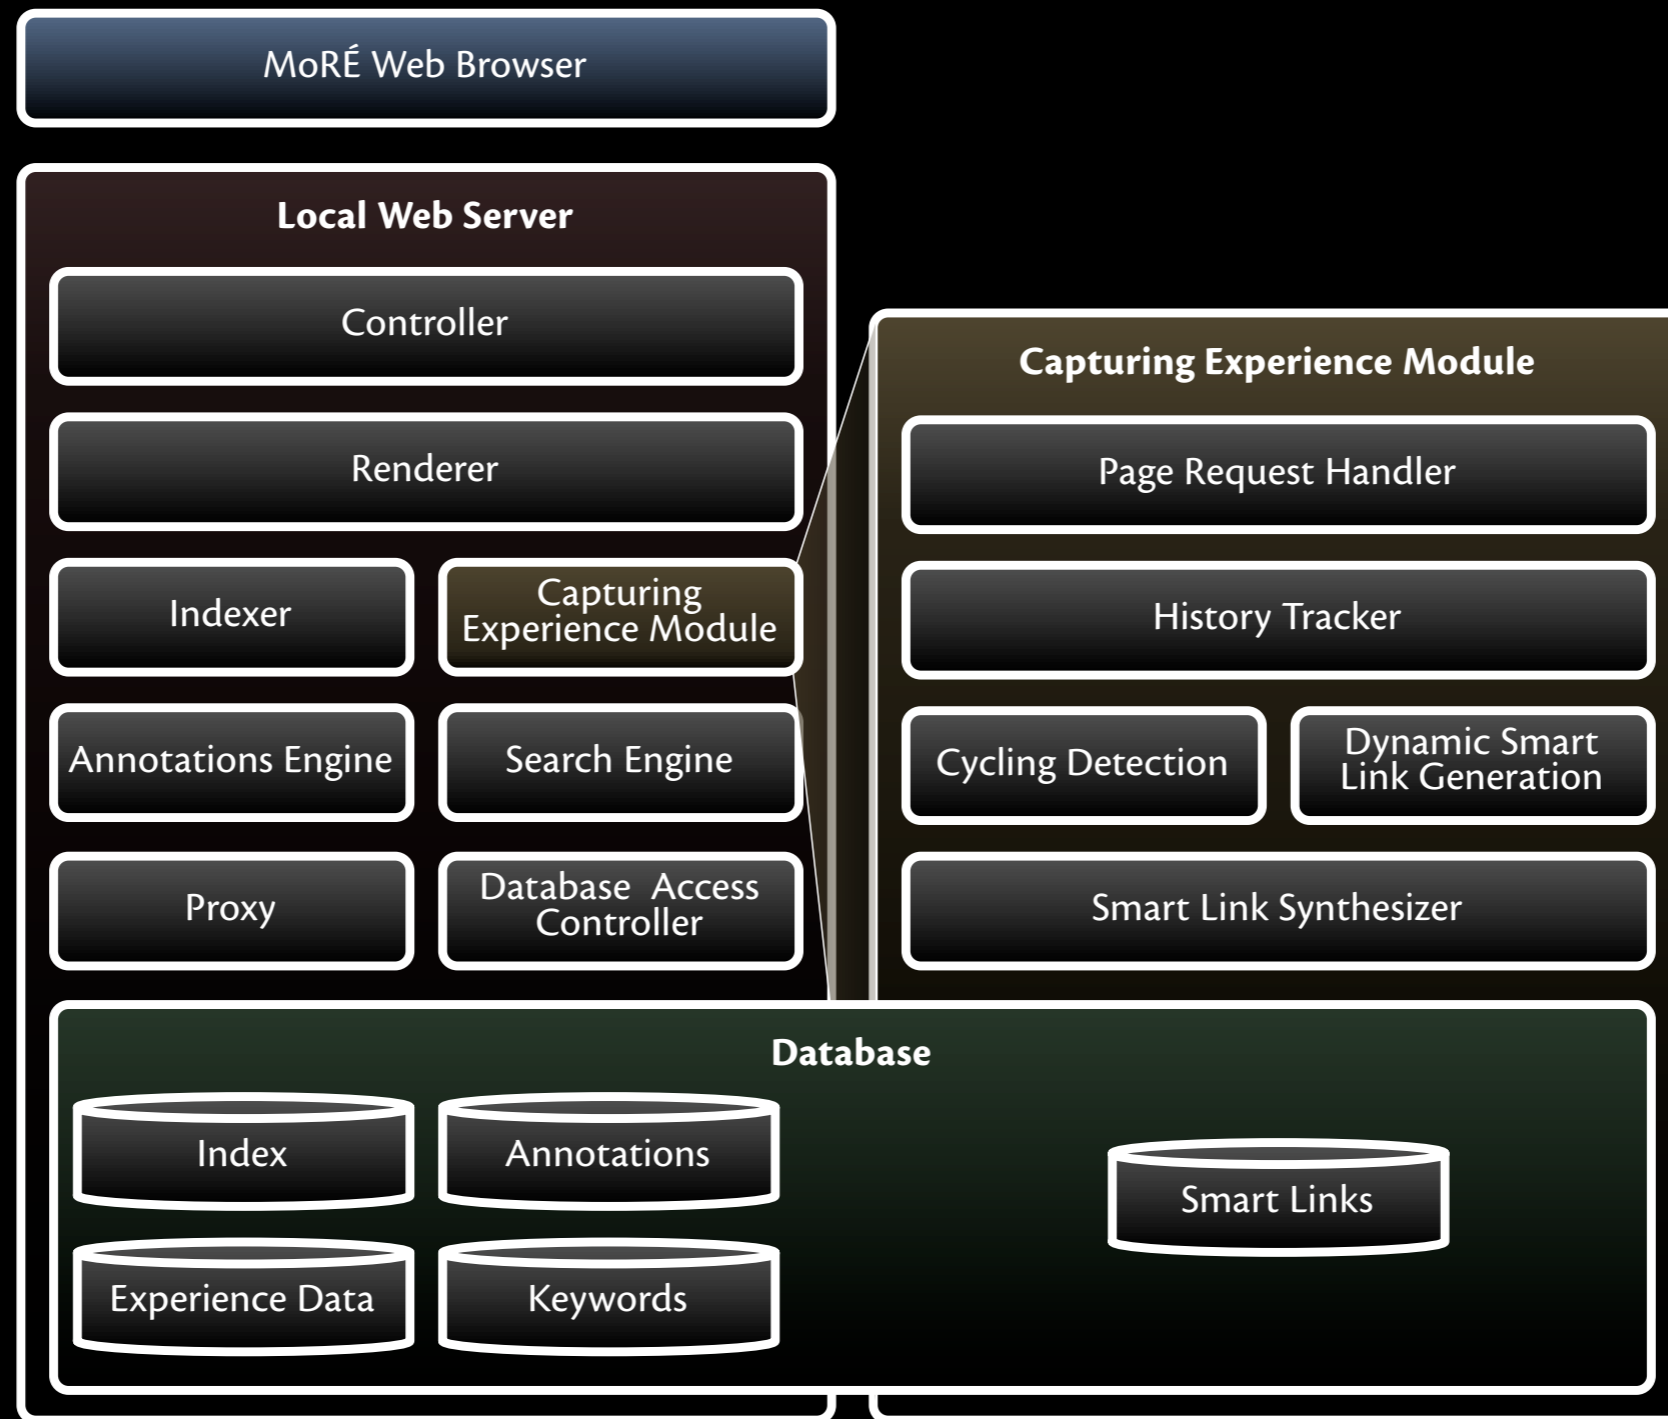 MoRÉ Web Browser
Local Web Server
Controller
Renderer
Indexer
Capturing
Experience Module
Annotations Engine
Search Engine
Proxy
Database Access
Controller
Capturing Experience Module
Page Request Handler
History Tracker
Cycling Detection
Dynamic Smart
Link Generation
Smart Link Synthesizer
Database
Index
Annotations
Experience Data
Keywords
Smart Links